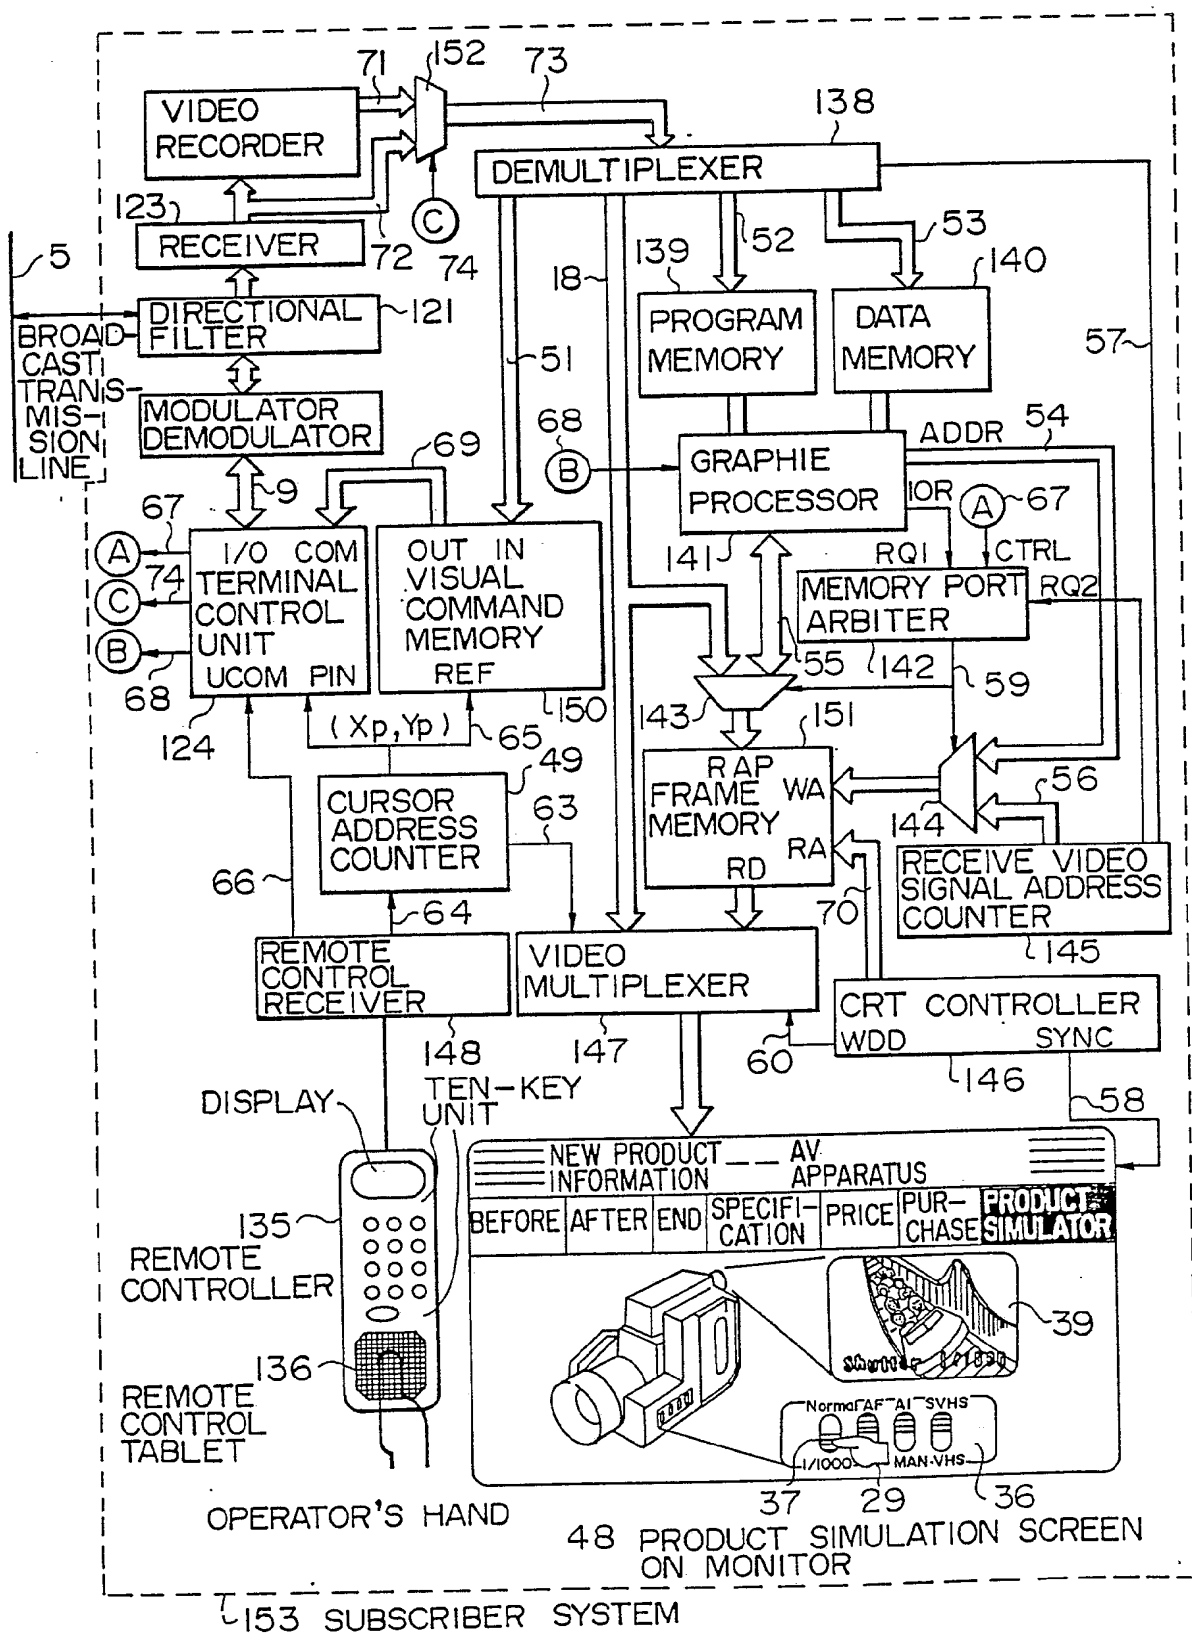 152
71
73
138
VIDEO
RECORDER
DEMULTIPLEXER
123
RECEIVER
72
C
74
5
18
52
53
139
140
DIRECTIONAL
FILTER
121
BROAD
CAST
TRANS-
MIS-
SION
LINE
51
PROGRAM
MEMORY
DATA
MEMORY
57
MODULATOR
DEMODULATOR
69
68
B
ADDR
54
GRAPHIE
PROCESSOR
IOR
A
67
9
67
A
74
C
B
68
I/O COM
TERMINAL
CONTROL
UNIT
UCOM PIN
OUT IN
VISUAL
COMMAND
MEMORY
REF
141
RQ1
CTRL
MEMORY PORT
ARBITER
RQ2
55
142
59
124
(Xp,Yp)
65
150
143
151
49
63
CURSOR
ADDRESS
COUNTER
RAP
FRAME
MEMORY
WA
RA
RD
144
56
RECEIVE VIDEO
SIGNAL ADDRESS
COUNTER
66
64
70
145
REMOTE
CONTROL
RECEIVER
VIDEO
MULTIPLEXER
CRT CONTROLLER
WDD
SYNC
148
147
60
146
58
DISPLAY
TEN-KEY
UNIT
NEW PRODUCT
INFORMATION
AV
APPARATUS
BEFORE
AFTER
END
SPECIFI-
CATION
PRICE
PUR-
CHASE
PRODUCT
SIMULATOR
135
REMOTE
CONTROLLER
39
Shutter
136
REMOTE
CONTROL
TABLET
Normal AF AI SVHS
1/1000
MAN VHS
37
29
36
OPERATOR'S HAND
48 PRODUCT SIMULATION SCREEN
ON MONITOR
153 SUBSCRIBER SYSTEM